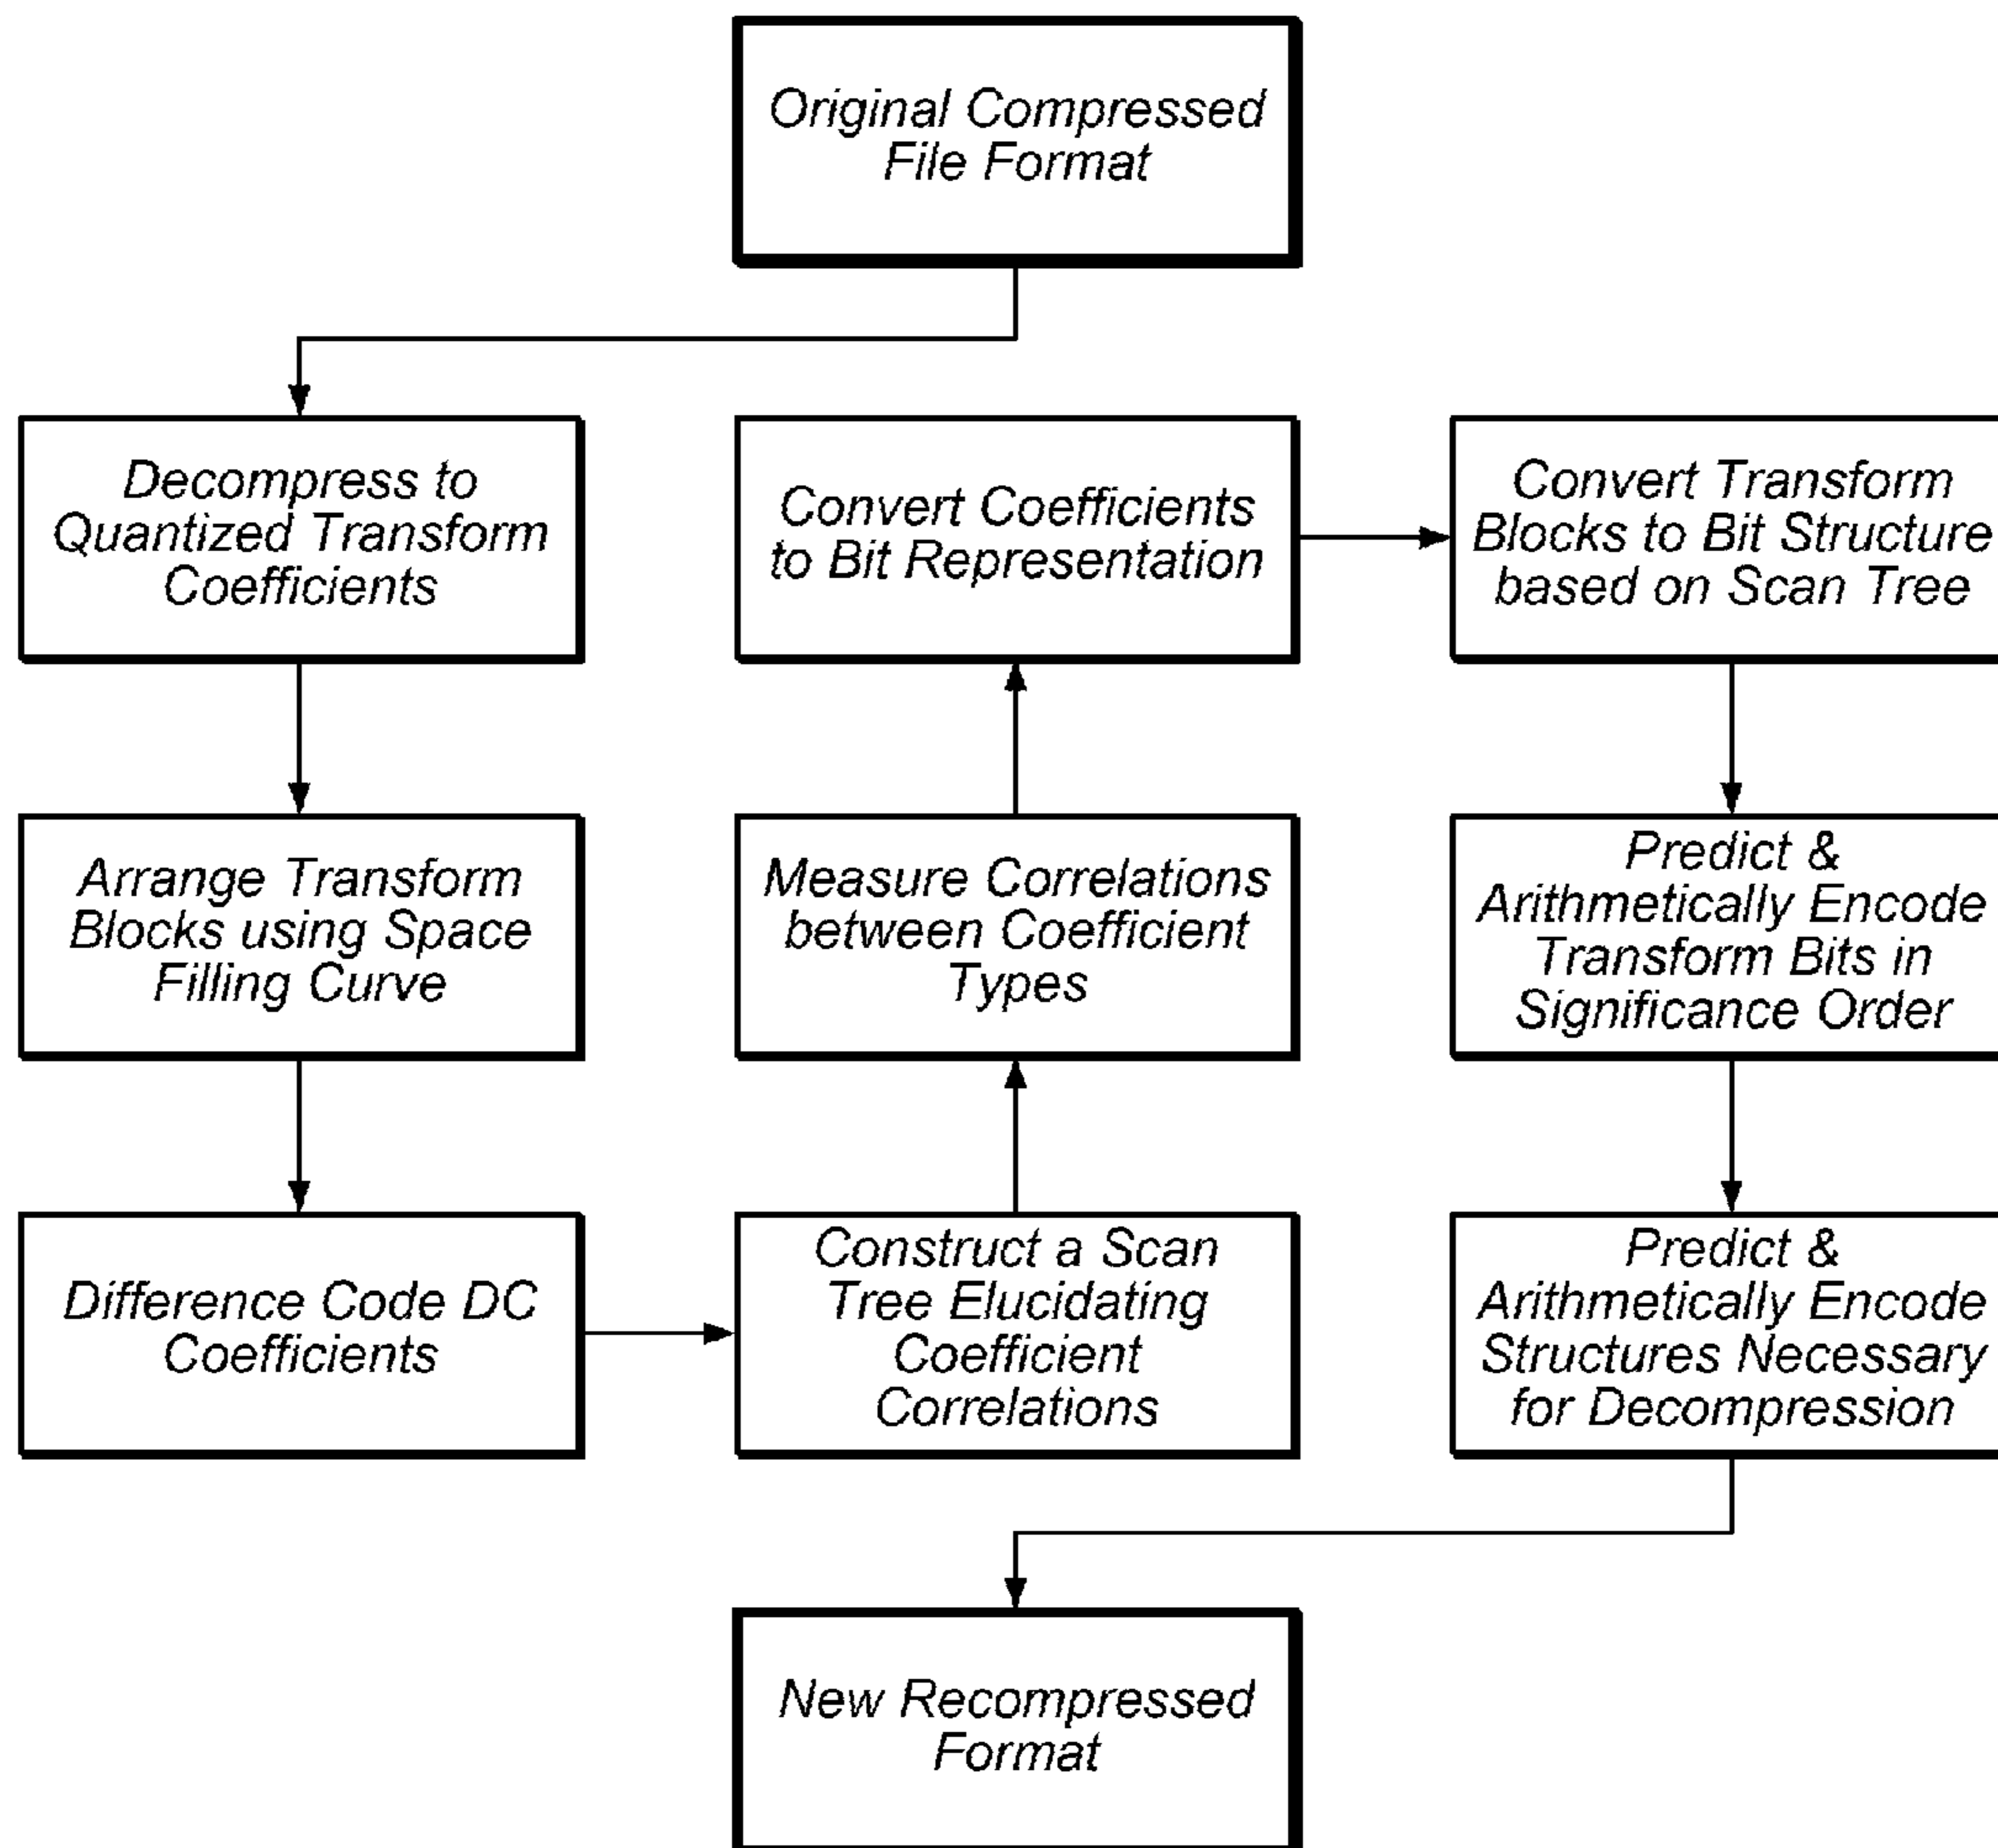 Original Compressed
File Format
Decompress to
Quantized Transform
Coefficients
Arrange Transform
Blocks using Space
Filling Curve
Difference Code DC
Coefficients
Construct a Scan
Tree Elucidating
Coefficient
Correlations
Measure Correlations
between Coefficient
Types
Convert Coefficients
to Bit Representation
Convert Transform
Blocks to Bit Structure
based on Scan Tree
Predict &
Arithmetically Encode
Transform Bits in
Significance Order
Predict &
Arithmetically Encode
Structures Necessary
for Decompression
New Recompressed
Format